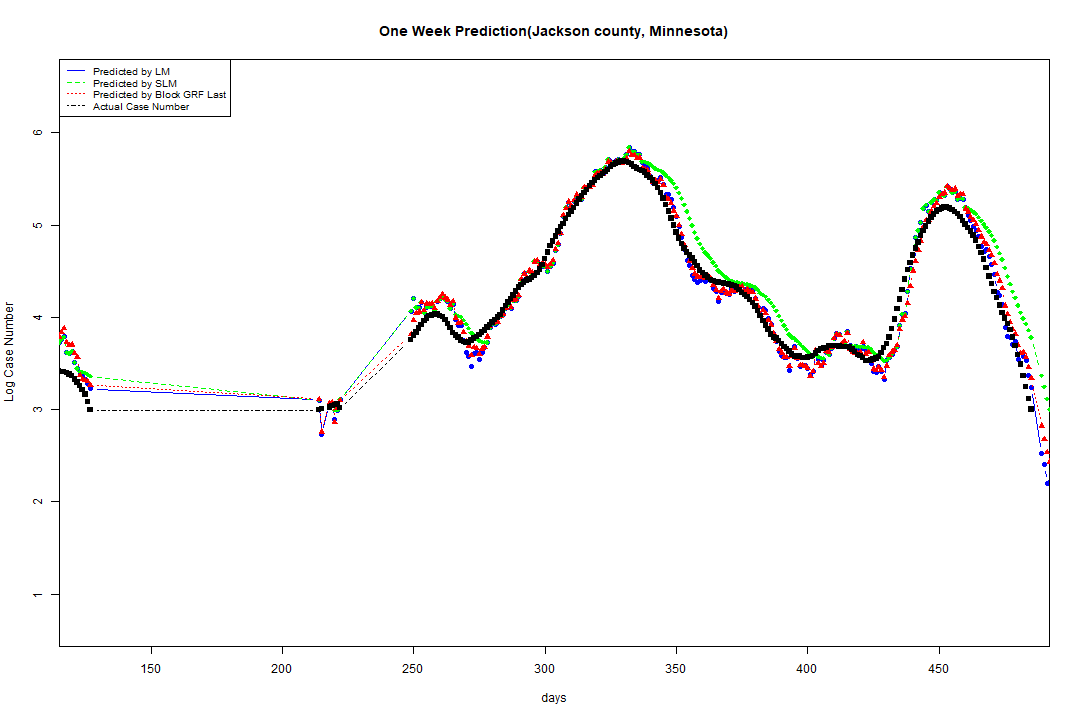 One Week Prediction(Jackson county, Minnesota)
Predicted by LM
Predicted by SLM
Predicted by Block GRF Last
Actual Case Number
6
5
4
3
2
1
Log Case Number
150 200 250 300 350 400 450
days